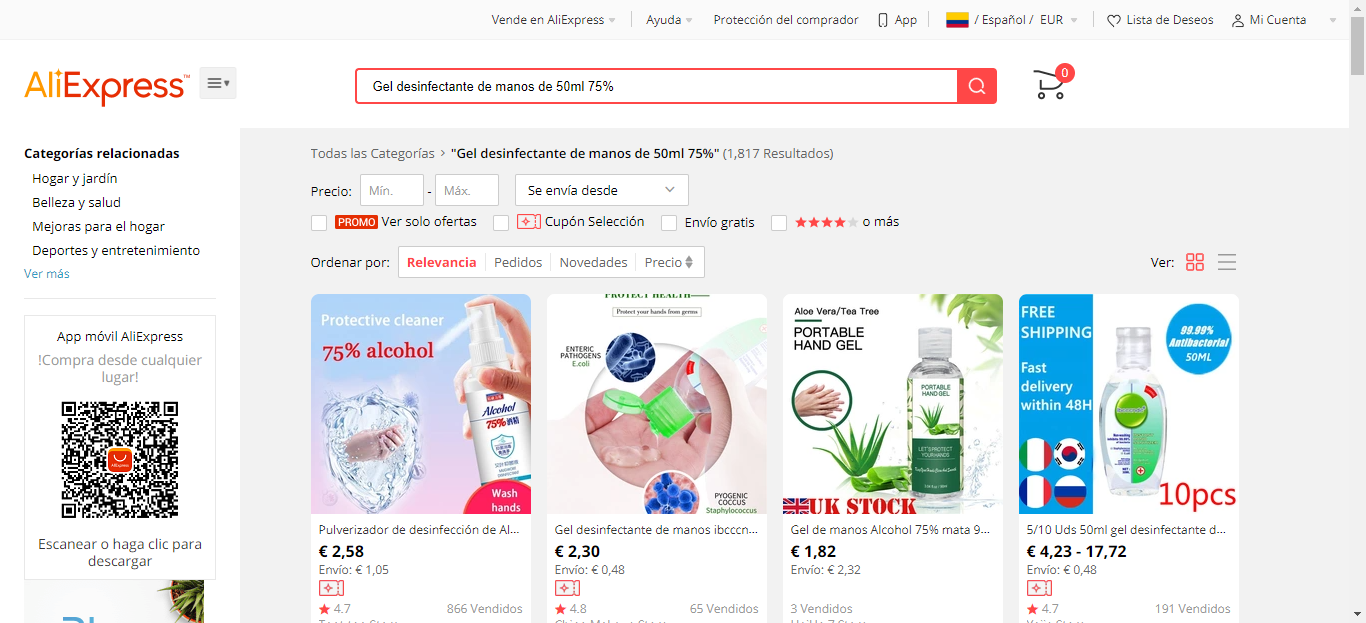 Vende en AliExpress
Ayuda
Protección del comprador
App
/ Español / EUR
Lista de Deseos
Mi Cuenta
AliExpress™
Gel desinfectante de manos de 50ml 75%
0
Categorías relacionadas
Hogar y jardín
Belleza y salud
Mejoras para el hogar
Deportes y entretenimiento
Ver más
App móvil AliExpress
!Compra desde cualquier
lugar!
AliExpress
Escanear o haga clic para
descargar
Todas las Categorías > "Gel desinfectante de manos de 50ml 75%" (1,817 Resultados)
Precio: Mín. - Máx. Se envía desde
PROMO Ver solo ofertas
Cupón Selección
Envío gratis
o más
Ordenar por: Relevancia Pedidos Novedades Precio
Ver:
Protective cleaner
75% alcohol
Alcohol
75% 酒精
Wash
hands
Pulverizador de desinfección de Al...
€ 2,58
Envío: € 1,05
4.7
866 Vendidos
PROTECT HEALTH
Protect your hands from germs
ENTERIC
PATHOGENS
E.coli
PYOGENIC
COCCUS
Staphylococcus
Gel desinfectante de manos ibcccn...
€ 2,30
Envío: € 0,48
4.8
65 Vendidos
Aloe Vera/Tea Tree
PORTABLE
HAND GEL
PORTABLE
HAND GEL
LET'S PROTECT
YOUR HANDS
UK STOCK
Gel de manos Alcohol 75% mata 9...
€ 1,82
Envío: € 2,32
3 Vendidos
FREE
SHIPPING
Fast
delivery
within 48H
99.99%
Antibacterial
50ML
10pcs
5/10 Uds 50ml gel desinfectante d...
€ 4,23 - 17,72
Envío: € 0,48
4.7
191 Vendidos